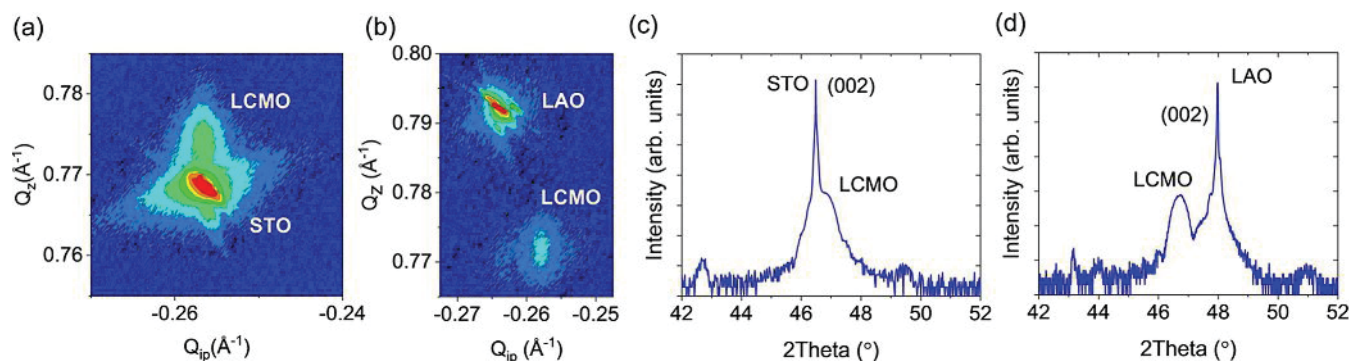 (a)
LCMO
STO
0.78
0.77
0.76
Q_z(Å⁻¹)
-0.26
-0.24
Q_ip(Å⁻¹)
(b)
0.80
LAO
0.79
0.78
LCMO
0.77
Q_z (Å⁻¹)
-0.27 -0.26 -0.25
Q_ip (Å⁻¹)
(c)
STO
(002)
LCMO
Intensity (arb. units)
42 44 46 48 50 52
2Theta (°)
(d)
LAO
(002)
LCMO
Intensity (arb. units)
42 44 46 48 50 52
2Theta (°)